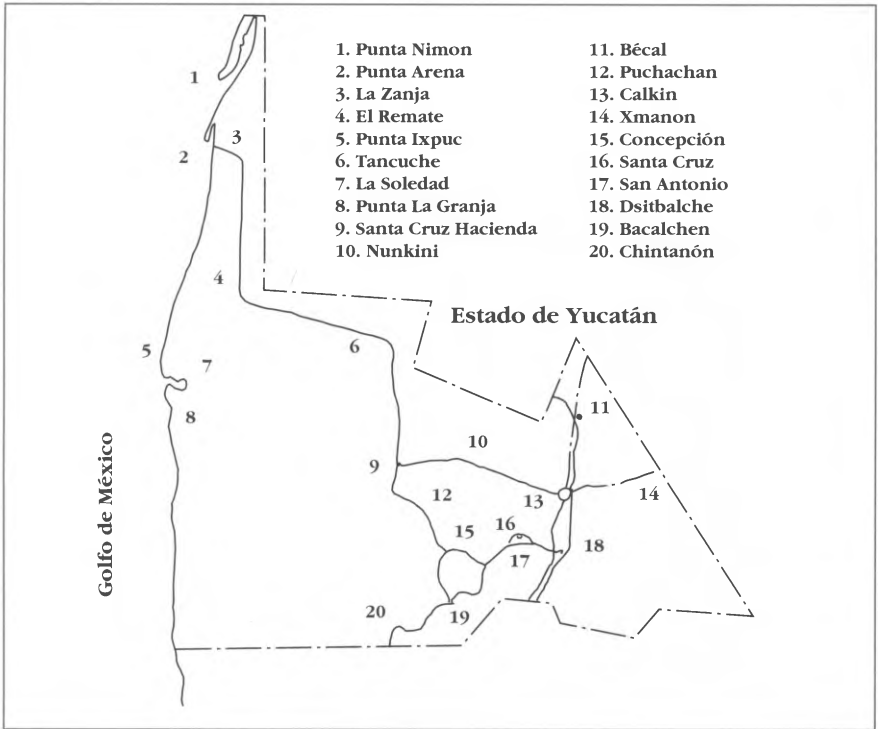 1. Punta Nimon
2. Punta Arena
3. La Zanja
4. El Remate
5. Punta Ixpuc
6. Tancuche
7. La Soledad
8. Punta La Granja
9. Santa Cruz Hacienda
10. Nunkini
11. Bécal
12. Puchachan
13. Calkin
14. Xmanon
15. Concepción
16. Santa Cruz
17. San Antonio
18. Dsitbalche
19. Bacalchen
20. Chintanón
Estado de Yucatán
Golfo de México
1
2
3
4
5
6
7
8
9
10
11
12
13
14
15
16
17
18
19
20